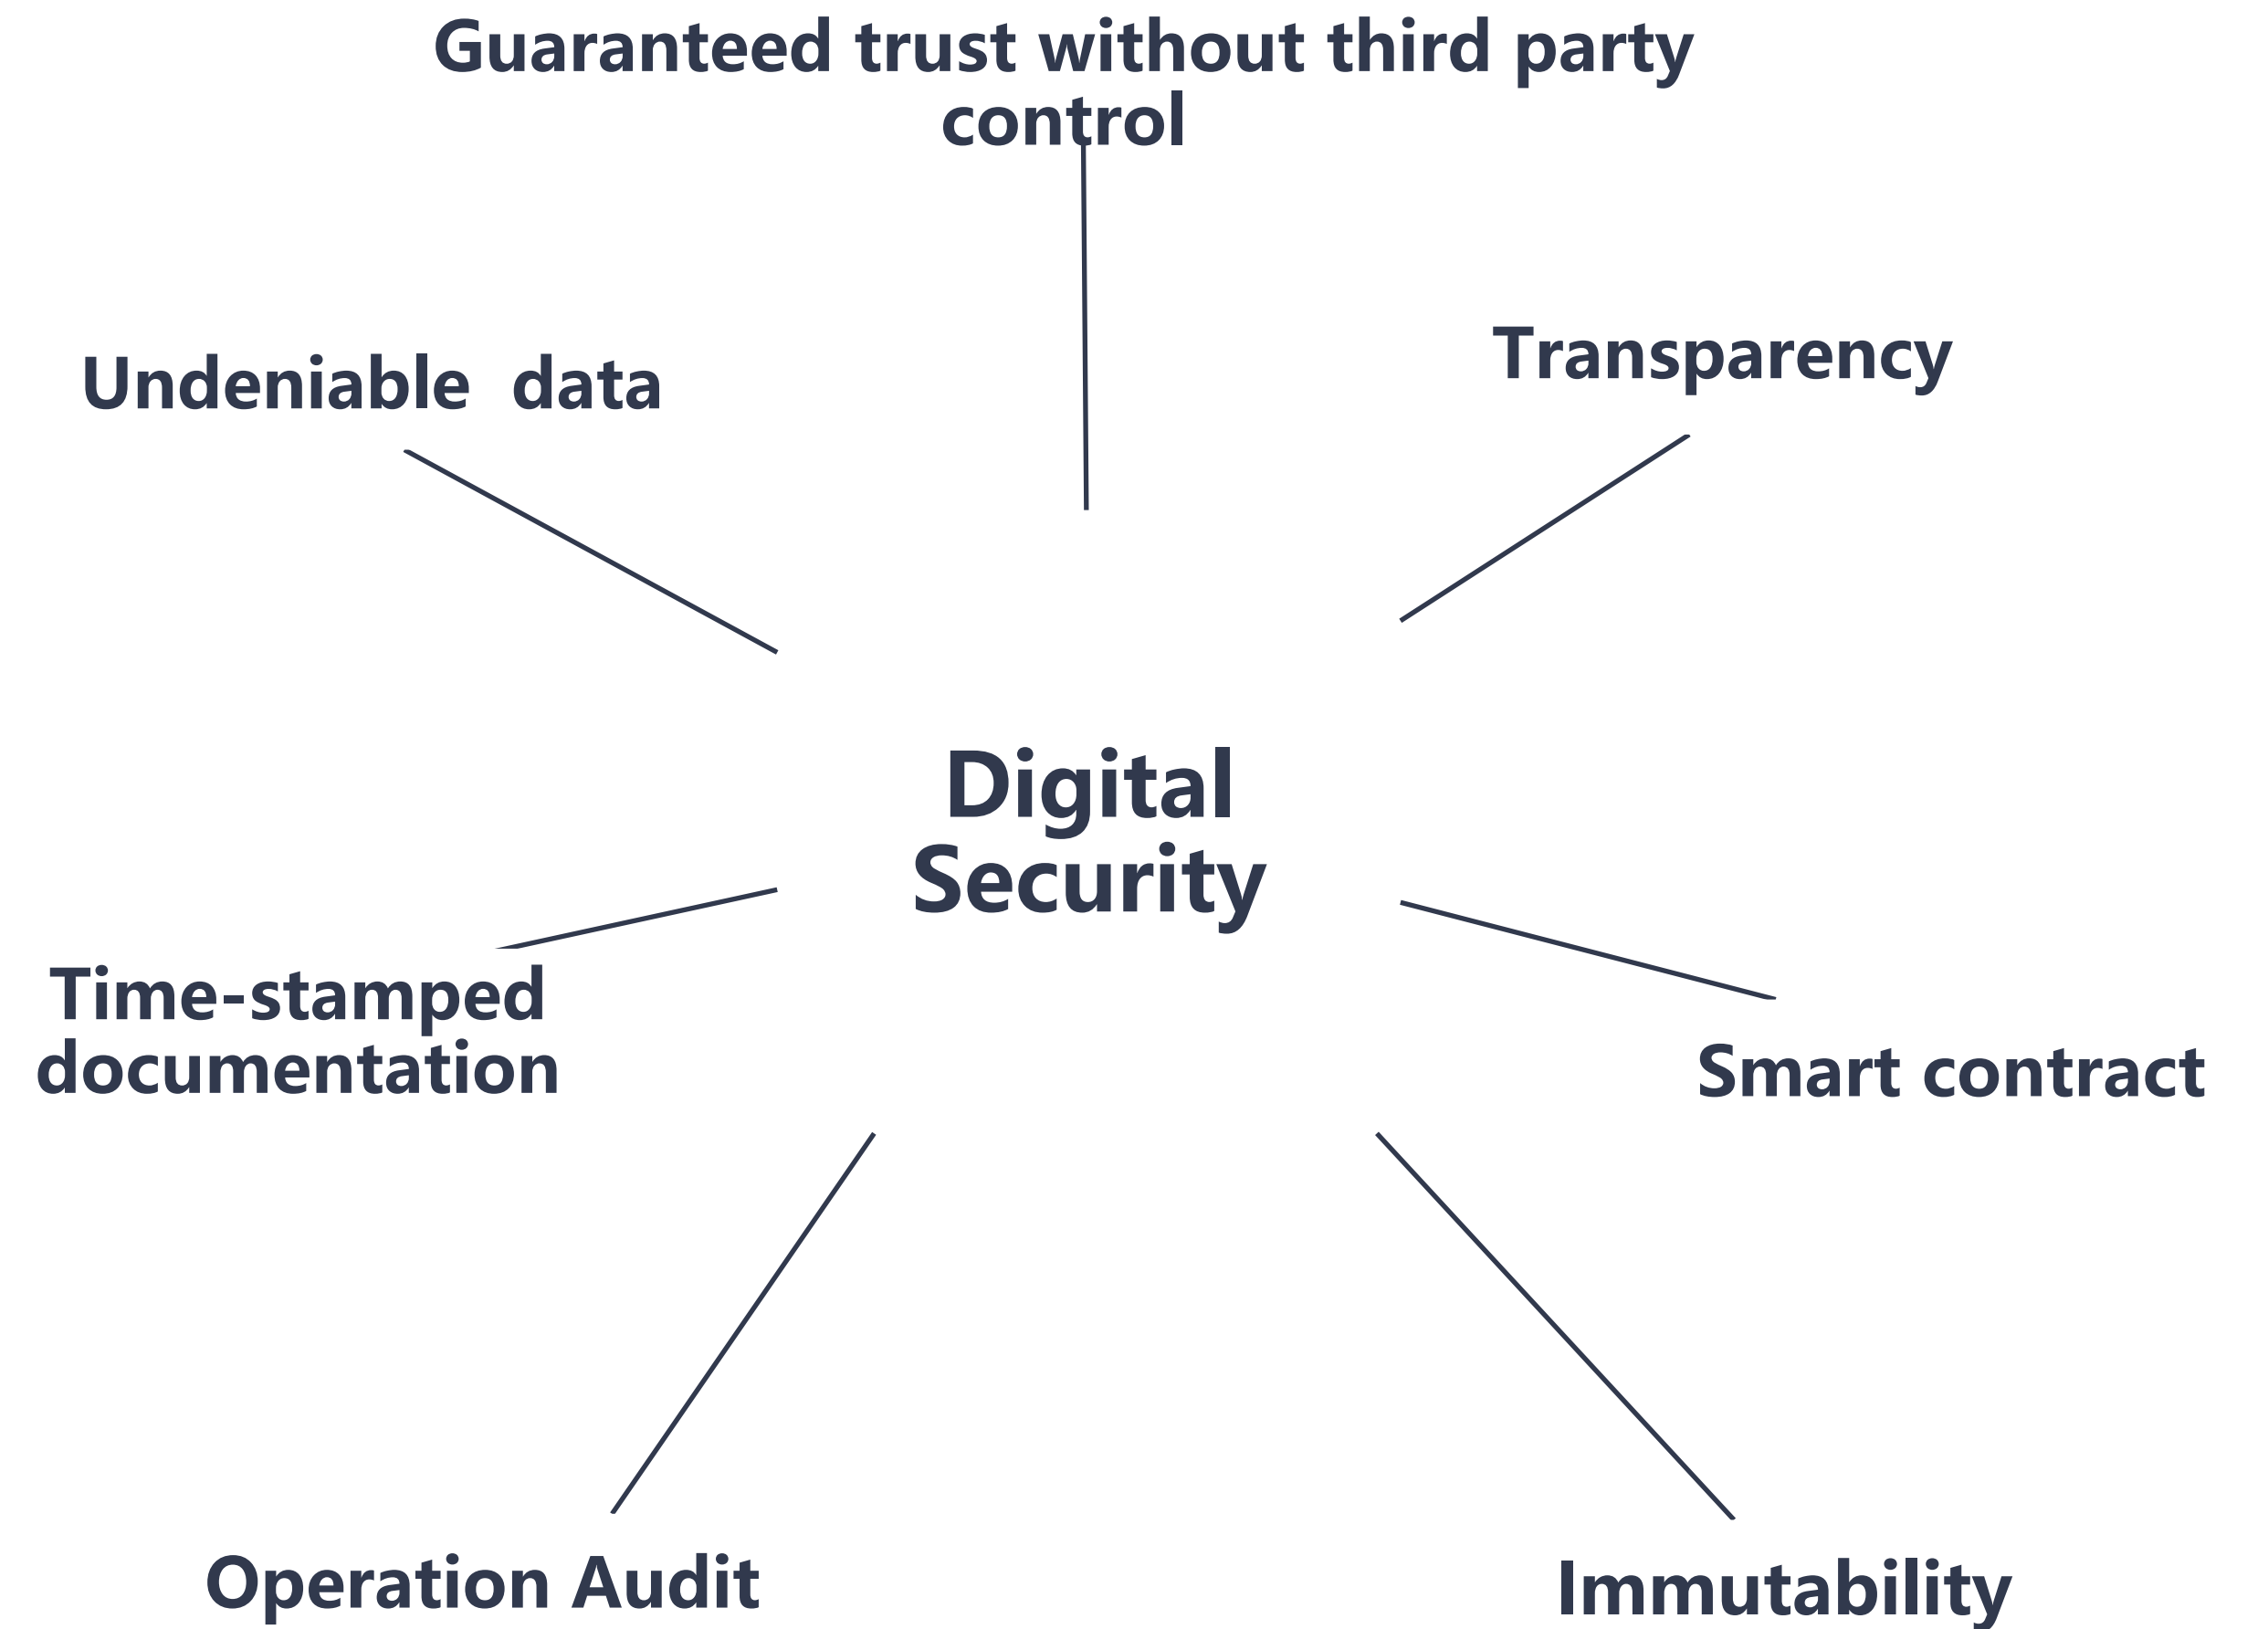 Guaranteed trust without third party
control
Undeniable data
Transparency
Digital
Security
Time-stamped
documentation
Smart contract
Operation Audit
Immutability